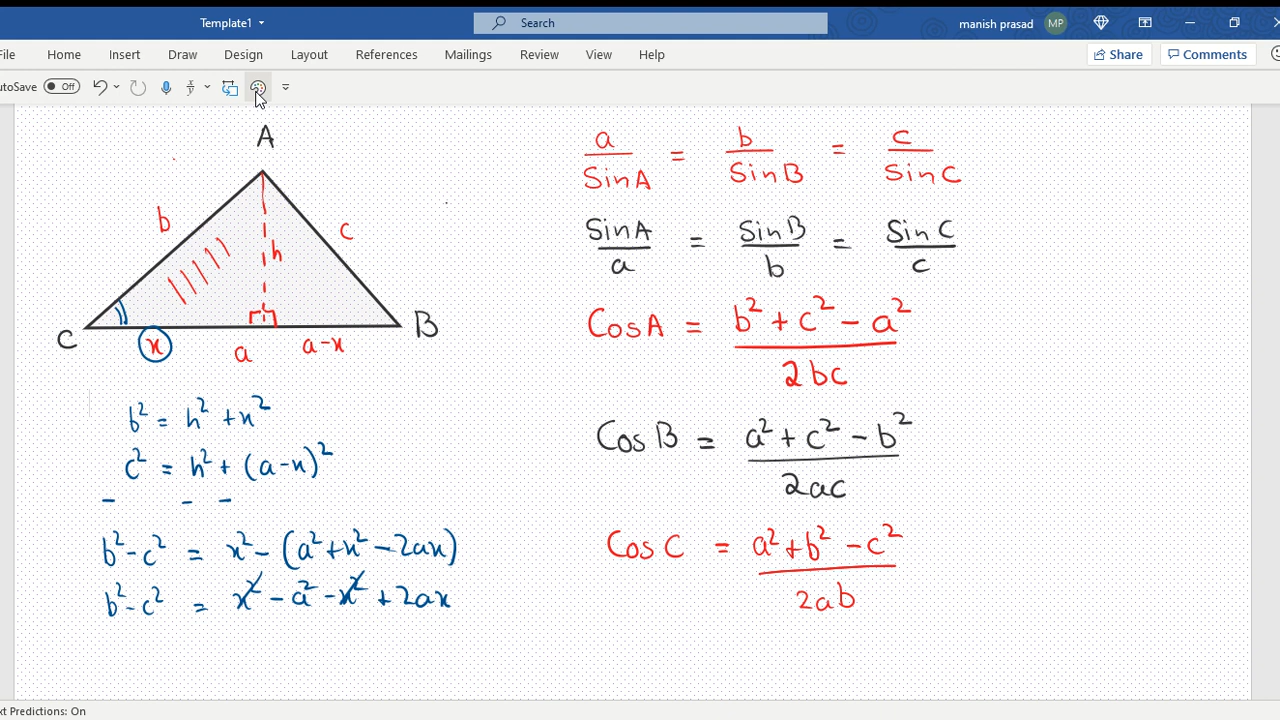 Template1
Search
manish prasad MP
File Home Insert Draw Design Layout References Mailings Review View Help Share Comments
AutoSave Off
A
b c
h
C B
x a a-x
b² = h² + x²
c² = h² + (a-x)²
- - -
b² - c² = x² - (a² + x² - 2ax)
b² - c² = x² - a² - x² + 2ax
a/SinA = b/SinB = c/SinC
SinA/a = SinB/b = SinC/c
CosA = b² + c² - a² / 2bc
CosB = a² + c² - b² / 2ac
CosC = a² + b² - c² / 2ab
xt Predictions: On